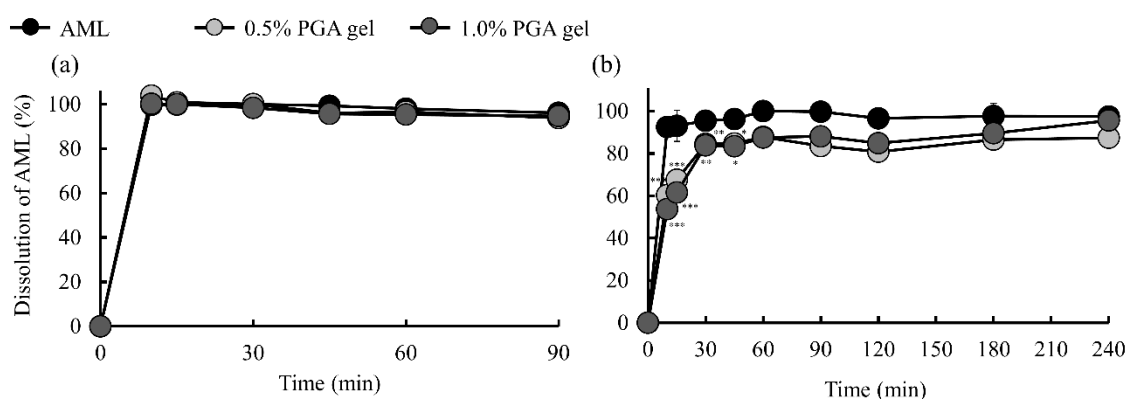 AML 0.5% PGA gel 1.0% PGA gel
(a) (b)
Dissolution of AML (%)
100
80
60
40
20
0
0 30 60 90
Time (min)
100
80
60
40
20
0
*** *** ** * ** * *** ***
0 30 60 90 120 150 180 210 240
Time (min)